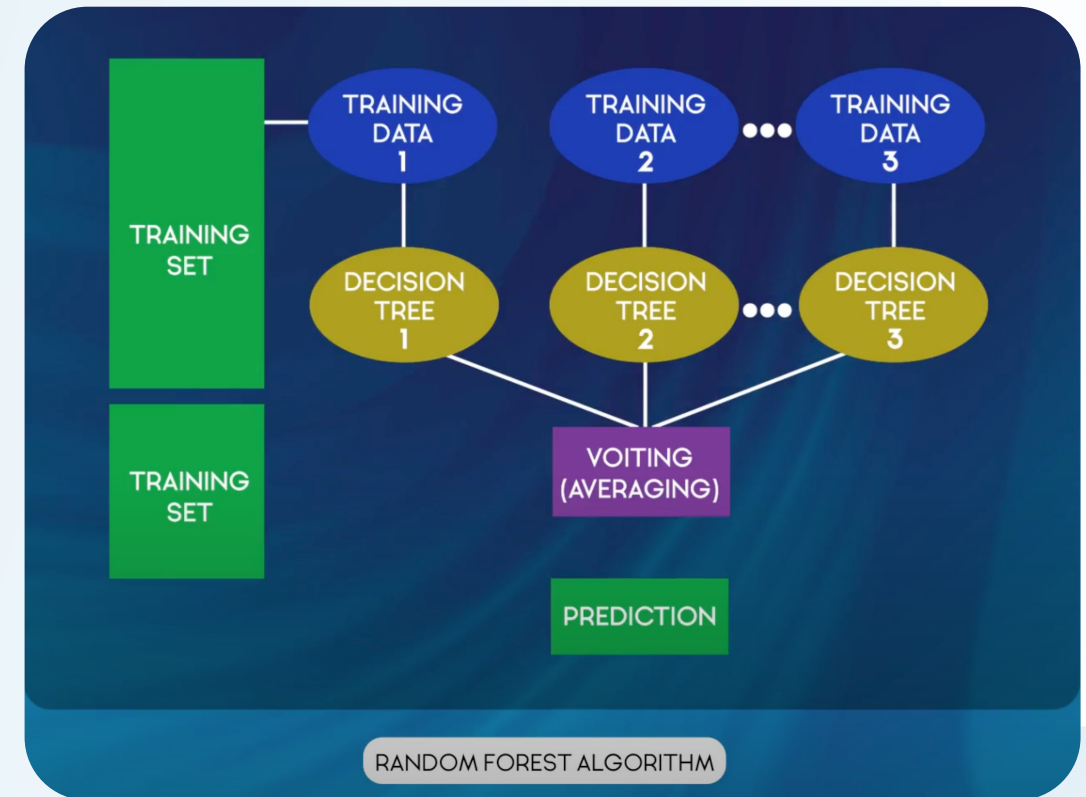 TRAINING
SET
TRAINING
DATA
1
TRAINING
DATA
2
TRAINING
DATA
3
DECISION
TREE
1
DECISION
TREE
2
DECISION
TREE
3
TRAINING
SET
VOITING
(AVERAGING)
PREDICTION
RANDOM FOREST ALGORITHM